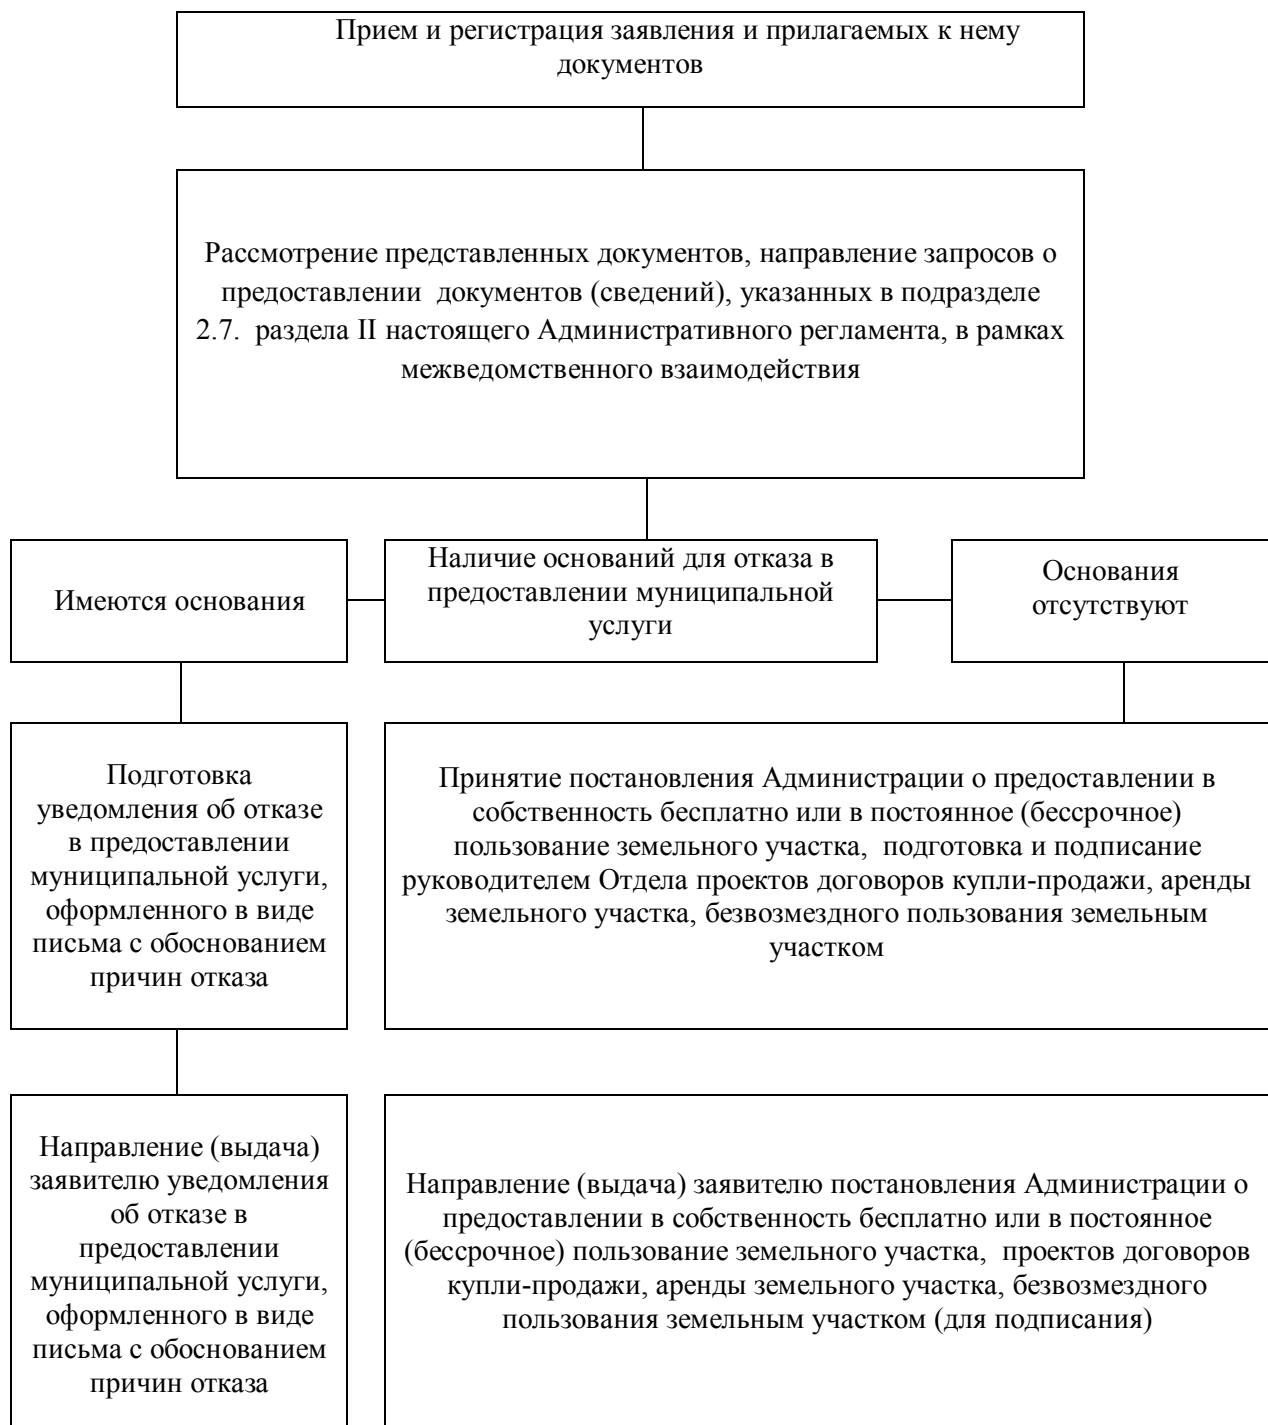 Прием и регистрация заявления и прилагаемых к нему
документов
Рассмотрение представленных документов, направление запросов о
предоставлении документов (сведений), указанных в подразделе
2.7. раздела II настоящего Административного регламента, в рамках
межведомственного взаимодействия
Имеются основания
Наличие оснований для отказа в
предоставлении муниципальной
услуги
Основания
отсутствуют
Подготовка
уведомления об отказе
в предоставлении
муниципальной услуги,
оформленного в виде
письма с обоснованием
причин отказа
Принятие постановления Администрации о предоставлении в
собственность бесплатно или в постоянное (бессрочное)
пользование земельного участка, подготовка и подписание
руководителем Отдела проектов договоров купли-продажи, аренды
земельного участка, безвозмездного пользования земельным
участком
Направление (выдача)
заявителю уведомления
об отказе в
предоставлении
муниципальной услуги,
оформленного в виде
письма с обоснованием
причин отказа
Направление (выдача) заявителю постановления Администрации о
предоставлении в собственность бесплатно или в постоянное
(бессрочное) пользование земельного участка, проектов договоров
купли-продажи, аренды земельного участка, безвозмездного
пользования земельным участком (для подписания)